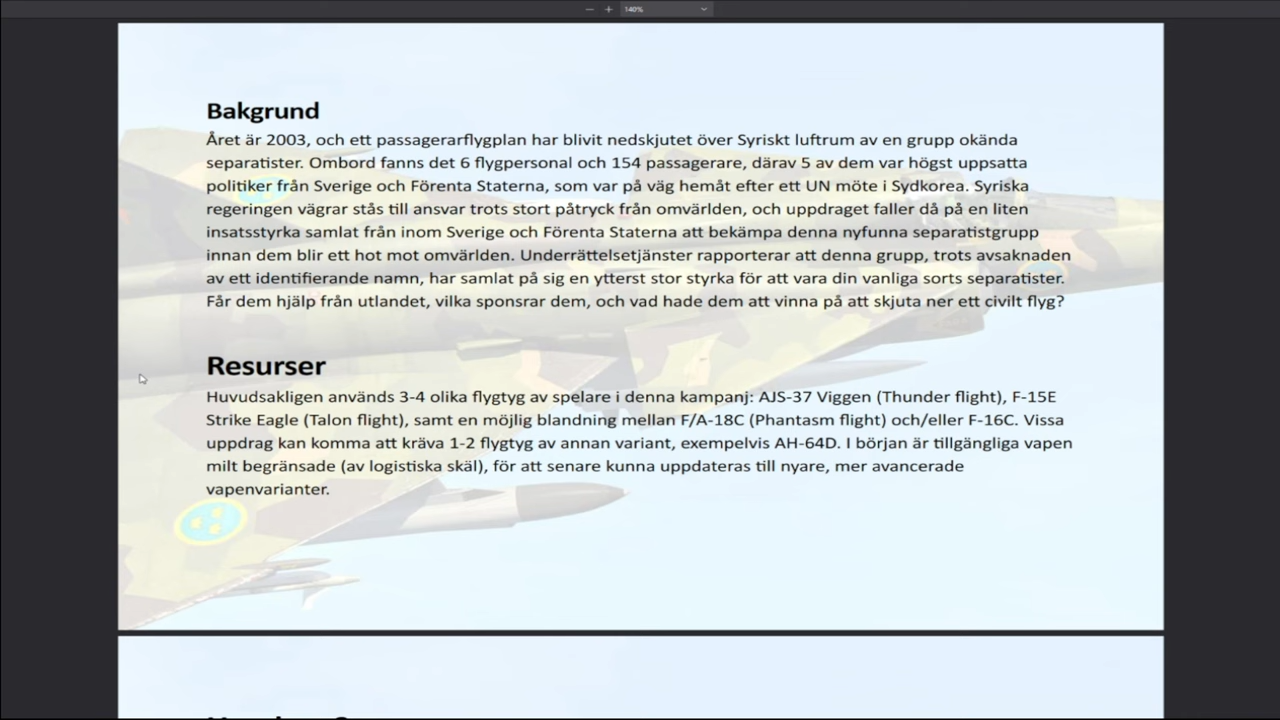 140%
Bakgrund
Året är 2003, och ett passagerarflygplan har blivit nedskjutet över Syriskt luftrum av en grupp okända
separatister. Ombord fanns det 6 flygpersonal och 154 passagerare, därav 5 av dem var högst uppsatta
politiker från Sverige och Förenta Staterna, som var på väg hemåt efter ett UN möte i Sydkorea. Syriska
regeringen vägrar stås till ansvar trots stort påtryck från omvärlden, och uppdraget faller då på en liten
insatsstyrka samlat från inom Sverige och Förenta Staterna att bekämpa denna nyfunna separatistgrupp
innan dem blir ett hot mot omvärlden. Underrättelsetjänster rapporterar att denna grupp, trots avsaknaden
av ett identifierande namn, har samlat på sig en ytterst stor styrka för att vara din vanliga sorts separatister.
Får dem hjälp från utlandet, vilka sponsrar dem, och vad hade dem att vinna på att skjuta ner ett civilt flyg?
Resurser
Huvudsakligen används 3-4 olika flygtyg av spelare i denna kampanj: AJS-37 Viggen (Thunder flight), F-15E
Strike Eagle (Talon flight), samt en möjlig blandning mellan F/A-18C (Phantasm flight) och/eller F-16C. Vissa
uppdrag kan komma att kräva 1-2 flygtyg av annan variant, exempelvis AH-64D. I början är tillgängliga vapen
milt begränsade (av logistiska skäl), för att senare kunna uppdateras till nyare, mer avancerade
vapenvarianter.